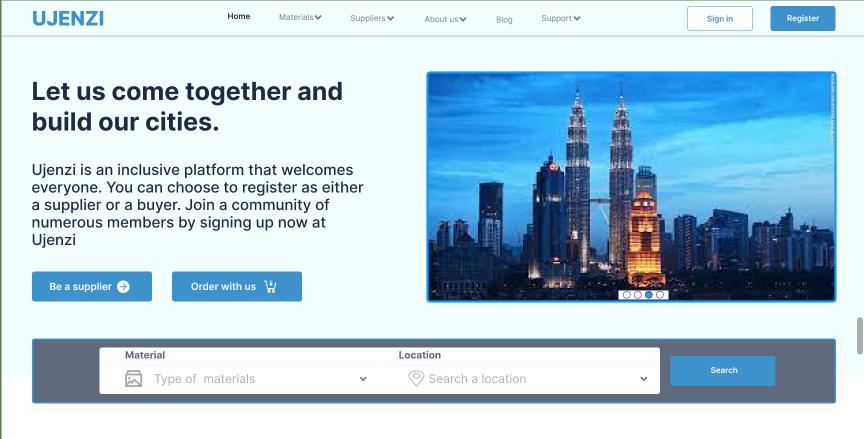 UJENZI
Home
Materials
Suppliers
About us
Blog
Support
Sign in
Register
Let us come together and
build our cities.
Ujenzi is an inclusive platform that welcomes
everyone. You can choose to register as either
a supplier or a buyer. Join a community of
numerous members by signing up now at
Ujenzi
Be a supplier
Order with us
Material
Location
Type of materials
Search a location
Search